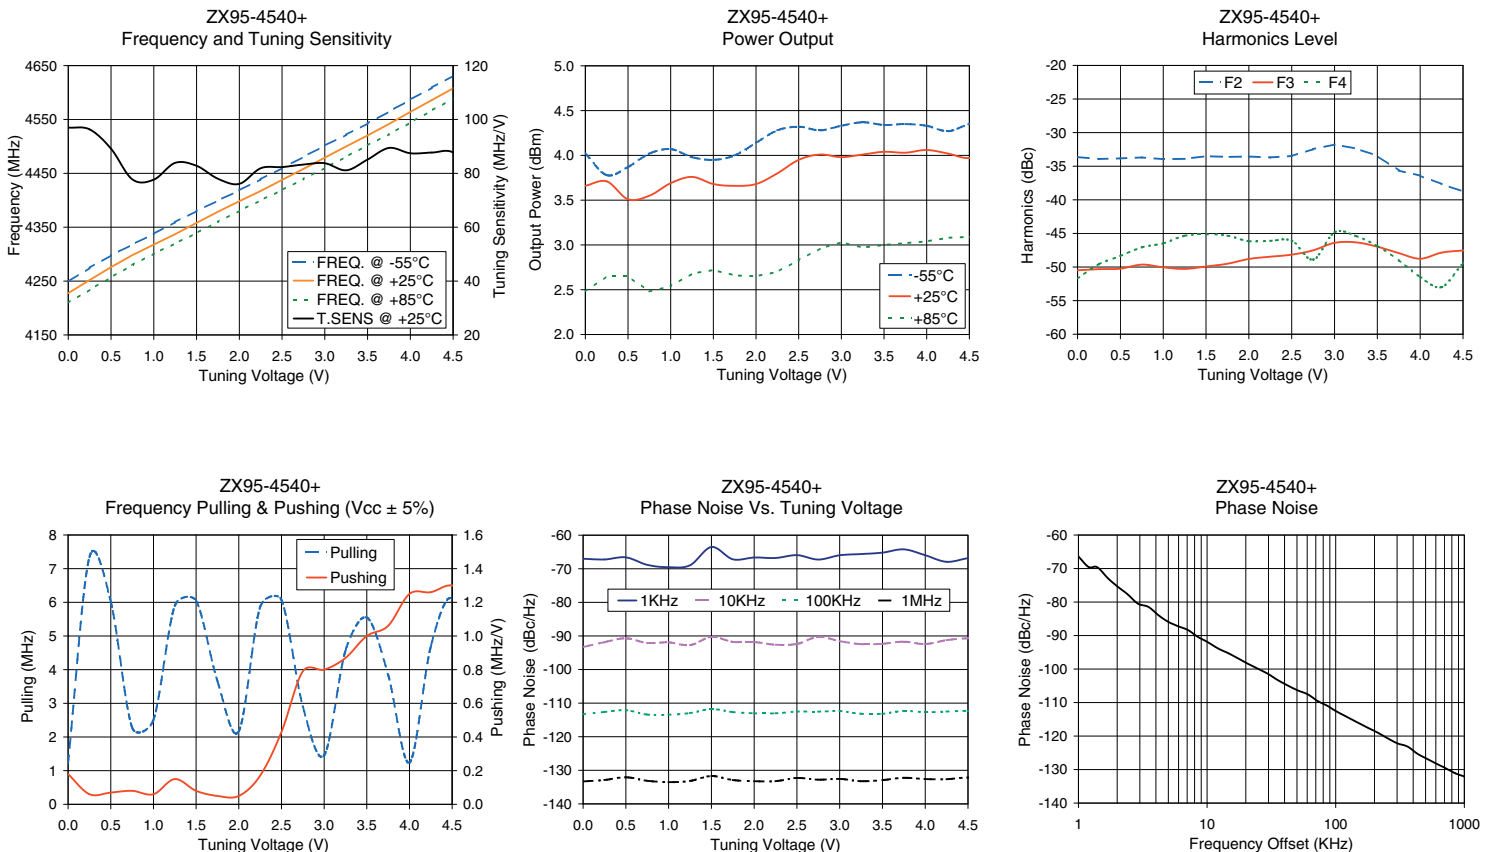 ZX95-4540+
Frequency and Tuning Sensitivity
4650
4550
4450
4350
4250
4150
Frequency (MHz)
120
100
80
60
40
20
Tuning Sensitivity (MHz/V)
FREQ. @ -55°C
FREQ. @ +25°C
FREQ. @ +85°C
T.SENS @ +25°C
0.0 0.5 1.0 1.5 2.0 2.5 3.0 3.5 4.0 4.5
Tuning Voltage (V)
ZX95-4540+
Power Output
5.0
4.5
4.0
3.5
3.0
2.5
2.0
Output Power (dBm)
-55°C
+25°C
+85°C
0.0 0.5 1.0 1.5 2.0 2.5 3.0 3.5 4.0 4.5
Tuning Voltage (V)
ZX95-4540+
Harmonics Level
-20
-25
-30
-35
-40
-45
-50
-55
-60
Harmonics (dBc)
F2 F3 F4
0.0 0.5 1.0 1.5 2.0 2.5 3.0 3.5 4.0 4.5
Tuning Voltage (V)
ZX95-4540+
Frequency Pulling & Pushing (Vcc ± 5%)
8
7
6
5
4
3
2
1
0
Pulling (MHz)
1.6
1.4
1.2
1.0
0.8
0.6
0.4
0.2
0.0
Pushing (MHz/V)
Pulling
Pushing
0.0 0.5 1.0 1.5 2.0 2.5 3.0 3.5 4.0 4.5
Tuning Voltage (V)
ZX95-4540+
Phase Noise Vs. Tuning Voltage
-60
-70
-80
-90
-100
-110
-120
-130
-140
Phase Noise (dBc/Hz)
1KHz 10KHz 100KHz 1MHz
0.0 0.5 1.0 1.5 2.0 2.5 3.0 3.5 4.0 4.5
Tuning Voltage (V)
ZX95-4540+
Phase Noise
-60
-70
-80
-90
-100
-110
-120
-130
-140
Phase Noise (dBc/Hz)
1 10 100 1000
Frequency Offset (KHz)